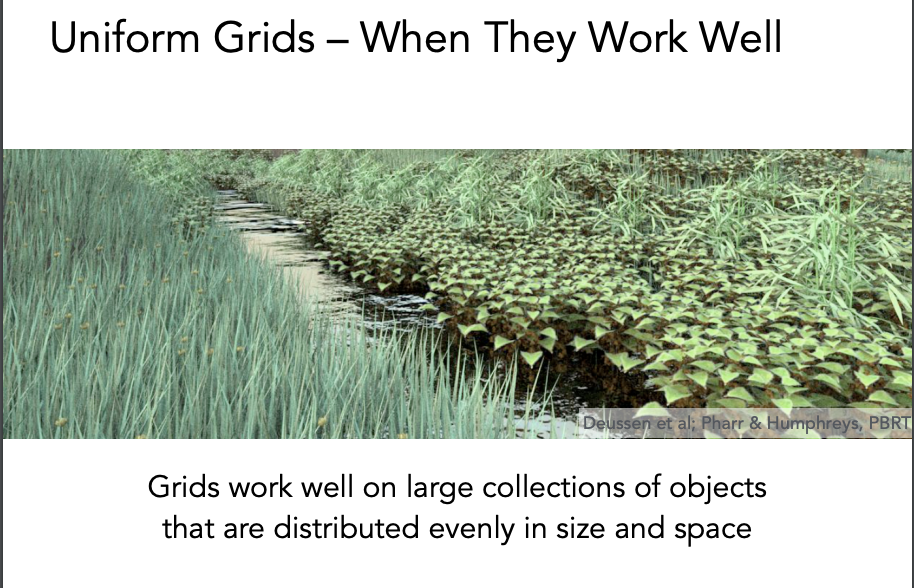 Uniform Grids – When They Work Well
Deussen et al; Pharr & Humphreys, PBRT
Grids work well on large collections of objects
that are distributed evenly in size and space